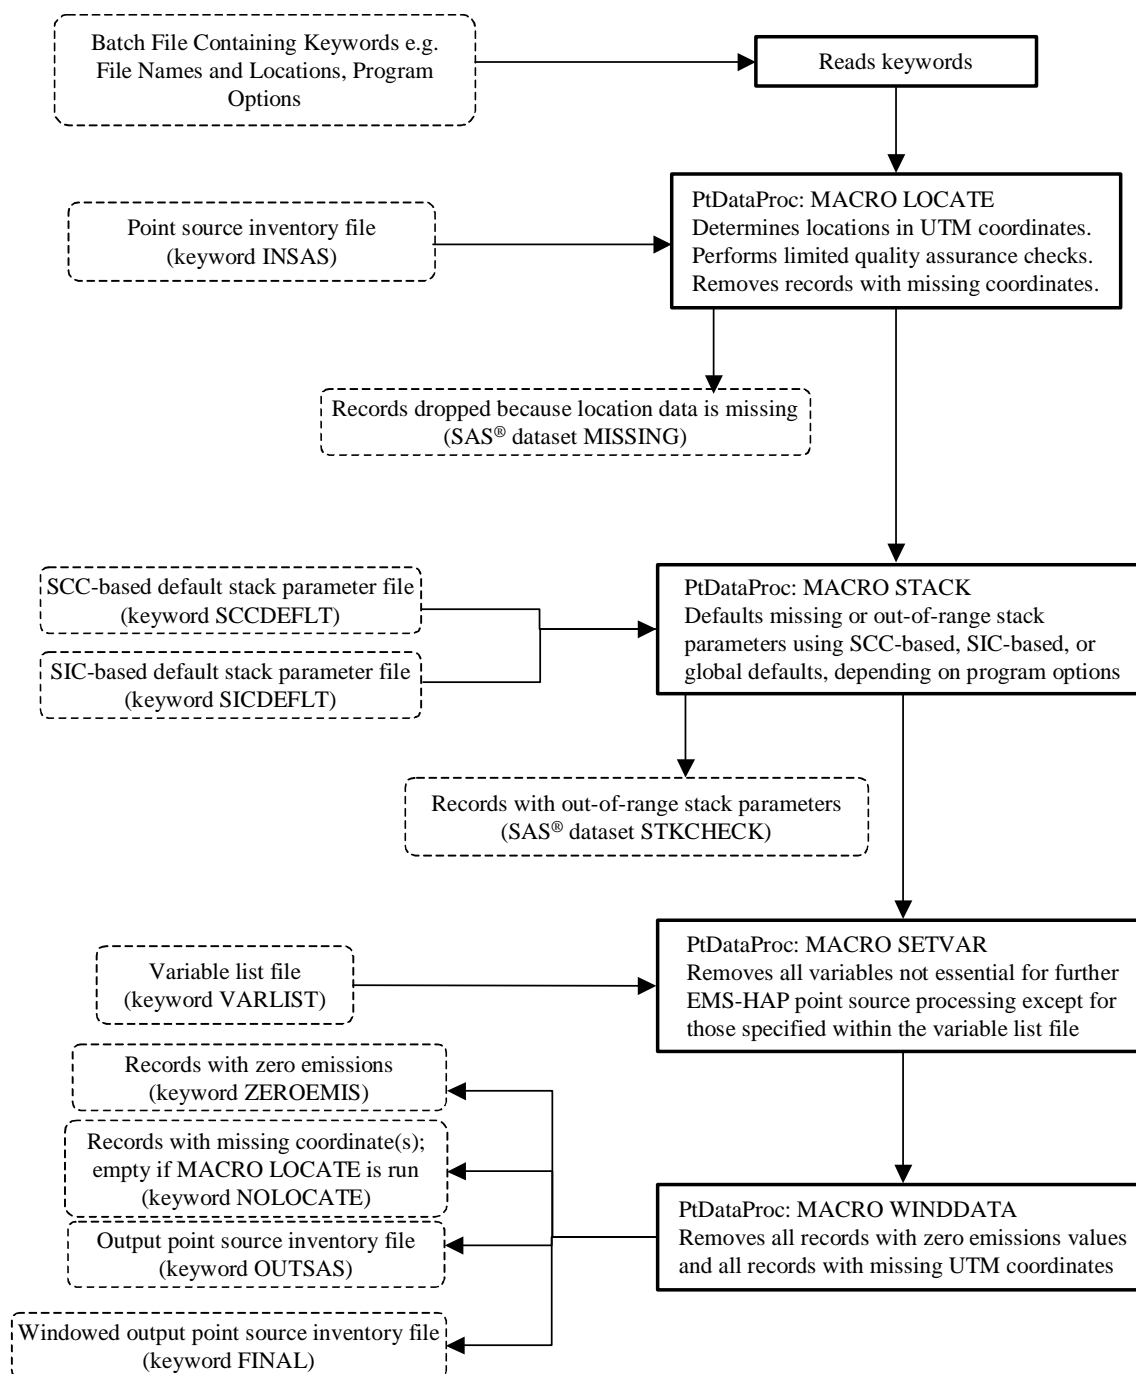 Batch File Containing Keywords e.g.
File Names and Locations, Program
Options
Reads keywords
PtDataProc: MACRO LOCATE
Determines locations in UTM coordinates.
Performs limited quality assurance checks.
Removes records with missing coordinates.
Point source inventory file
(keyword INSAS)
Records dropped because location data is missing
(SAS® dataset MISSING)
SCC-based default stack parameter file
(keyword SCCDEFLT)
SIC-based default stack parameter file
(keyword SICDEFLT)
PtDataProc: MACRO STACK
Defaults missing or out-of-range stack
parameters using SCC-based, SIC-based, or
global defaults, depending on program options
Records with out-of-range stack parameters
(SAS® dataset STKCHECK)
PtDataProc: MACRO SETVAR
Removes all variables not essential for further
EMS-HAP point source processing except for
those specified within the variable list file
Variable list file
(keyword VARLIST)
Records with zero emissions
(keyword ZEROEMIS)
Records with missing coordinate(s);
empty if MACRO LOCATE is run
(keyword NOLOCATE)
Output point source inventory file
(keyword OUTSAS)
Windowed output point source inventory file
(keyword FINAL)
PtDataProc: MACRO WINDDATA
Removes all records with zero emissions values
and all records with missing UTM coordinates